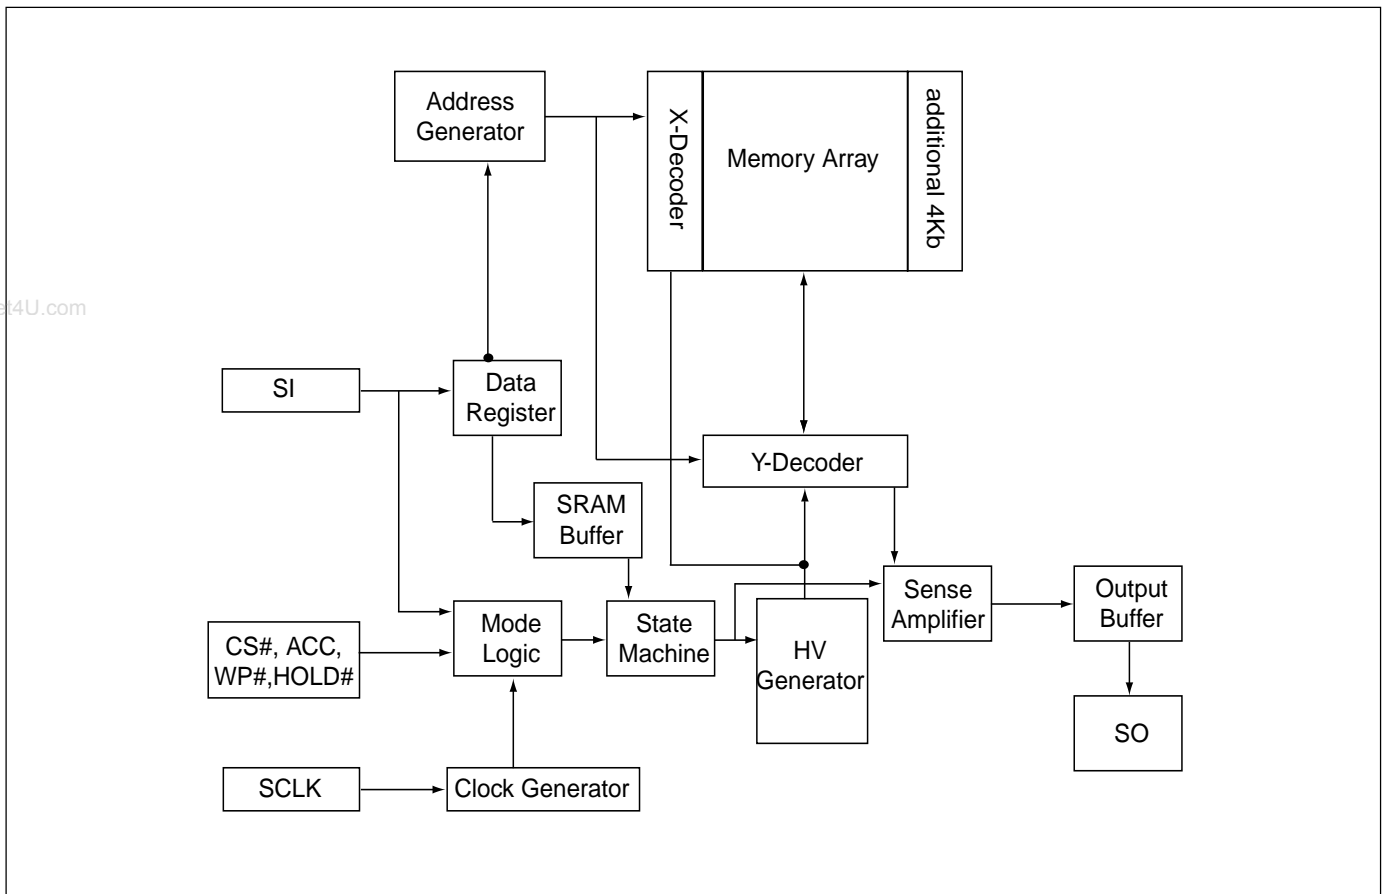 Address
Generator
X-Decoder
Memory Array
additional 4Kb
et4U.com
SI
Data
Register
Y-Decoder
SRAM
Buffer
Sense
Amplifier
Output
Buffer
Mode
Logic
State
Machine
HV
Generator
CS#, ACC,
WP#,HOLD#
SO
SCLK
Clock Generator